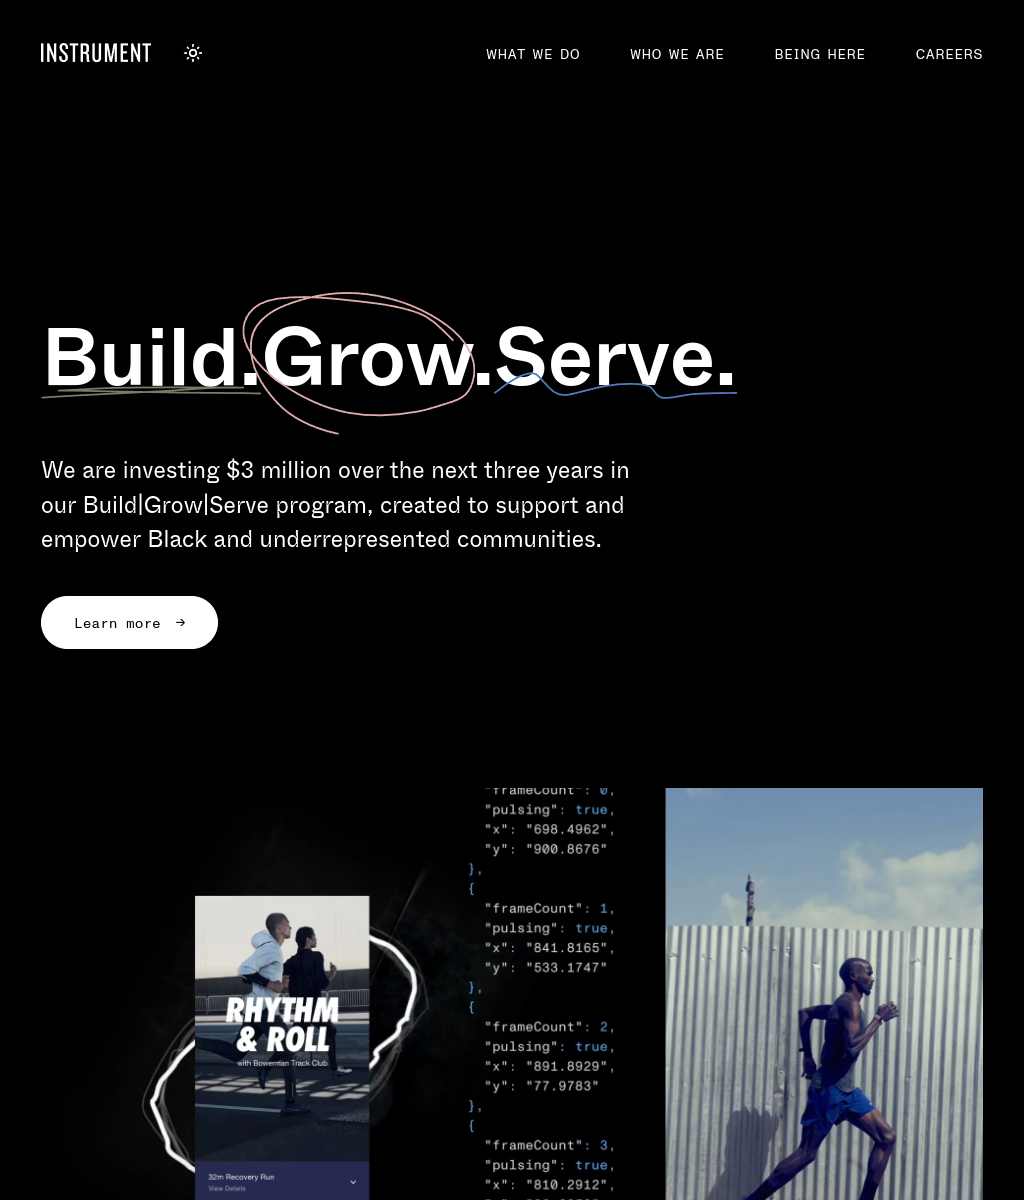 INSTRUMENT
WHAT WE DO
WHO WE ARE
BEING HERE
CAREERS
Build. Grow. Serve.
We are investing $3 million over the next three years in
our Build|Grow|Serve program, created to support and
empower Black and underrepresented communities.
Learn more →
RHYTHM
& ROLL
with Bowerman Track Club
32m Recovery Run
View Details
"frameCount": 0,
"pulsing": true,
"x": "698.4962",
"y": "900.8676"
},
{
"frameCount": 1,
"pulsing": true,
"x": "841.8165",
"y": "533.1747"
},
{
"frameCount": 2,
"pulsing": true,
"x": "891.8929",
"y": "77.9783"
},
{
"frameCount": 3,
"pulsing": true,
"x": "810.2912",